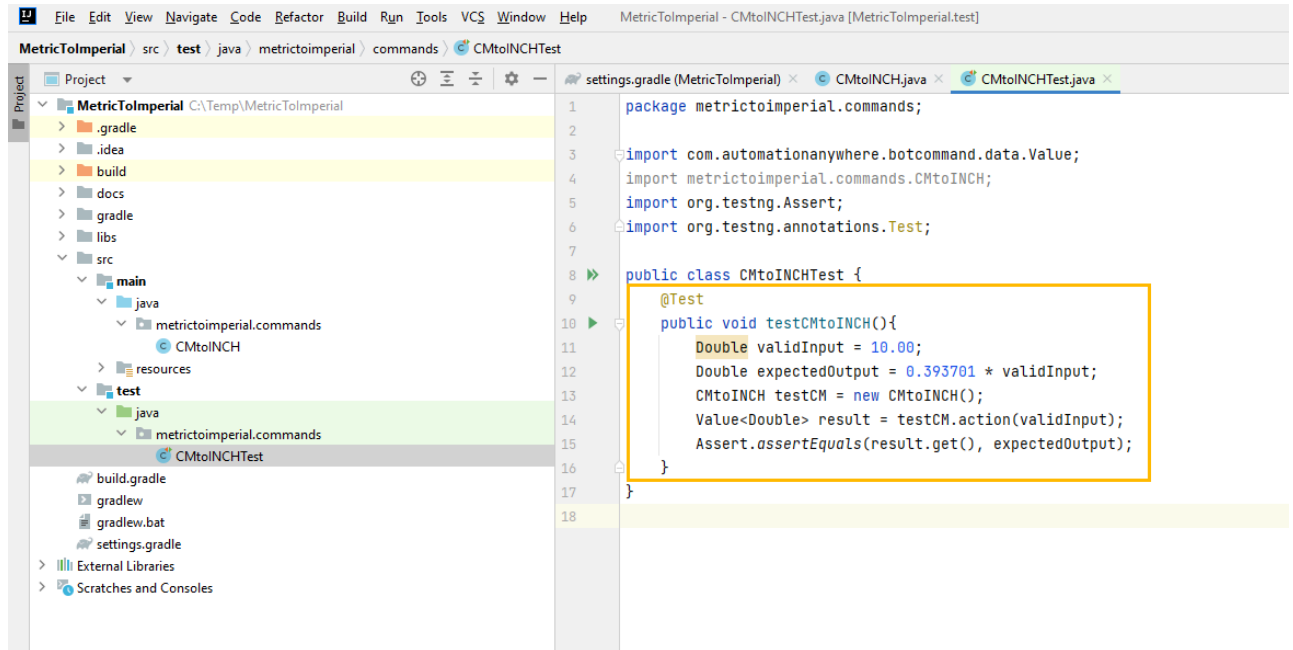 File Edit View Navigate Code Refactor Build Run Tools VCS Window Help MetricToImperial - CMtoINCHTest.java [MetricToImperial.test]
MetricToImperial src test java metrictoimperial commands CMtoINCHTest
Project
Project
settings.gradle (MetricToImperial) CMtoINCH.java CMtoINCHTest.java
MetricToImperial C:\Temp\MetricToImperial
.gradle
.idea
build
docs
gradle
libs
src
main
java
metrictoimperial.commands
CMtoINCH
resources
test
java
metrictoimperial.commands
CMtoINCHTest
build.gradle
gradlew
gradlew.bat
settings.gradle
External Libraries
Scratches and Consoles
1 package metrictoimperial.commands;
2
3 import com.automationanywhere.botcommand.data.Value;
4 import metrictoimperial.commands.CMtoINCH;
5 import org.testng.Assert;
6 import org.testng.annotations.Test;
7
8 public class CMtoINCHTest {
9 @Test
10 public void testCMtoINCH(){
11 Double validInput = 10.00;
12 Double expectedOutput = 0.393701 * validInput;
13 CMtoINCH testCM = new CMtoINCH();
14 Value<Double> result = testCM.action(validInput);
15 Assert.assertEquals(result.get(), expectedOutput);
16 }
17 }
18